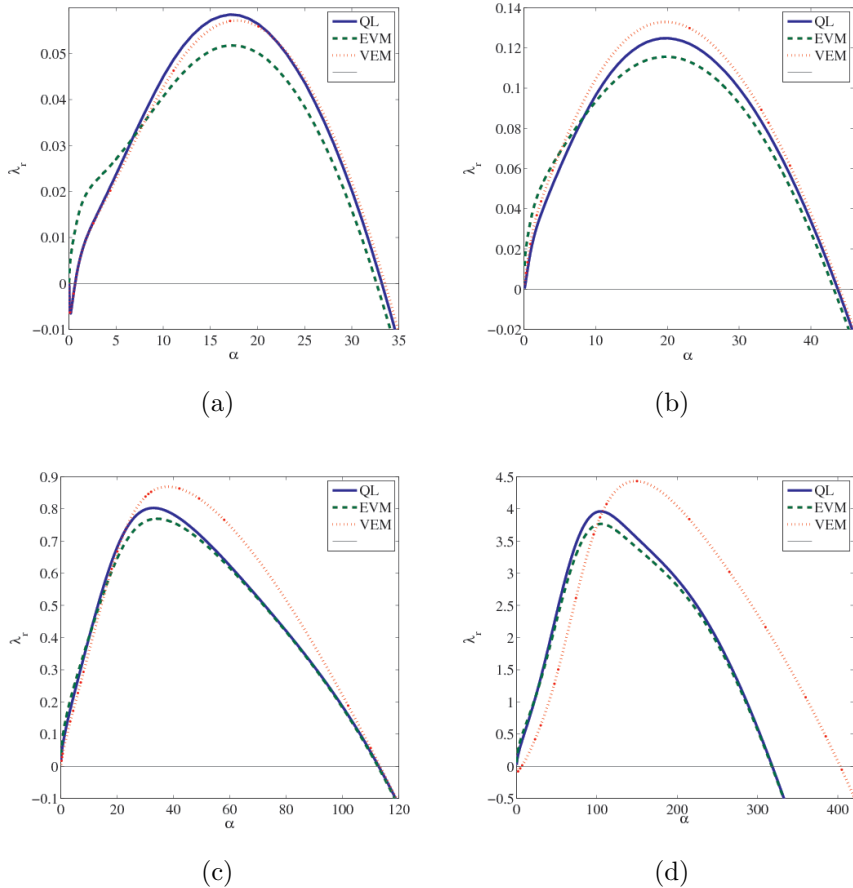 QL
EVM
VEM
0.05
0.04
0.03
0.02
0.01
0
−0.01
λr
0 5 10 15 20 25 30 35
α
(a)
QL
EVM
VEM
0.14
0.12
0.1
0.08
0.06
0.04
0.02
0
−0.02
λr
0 10 20 30 40
α
(b)
QL
EVM
VEM
0.9
0.8
0.7
0.6
0.5
0.4
0.3
0.2
0.1
0
−0.1
λr
0 20 40 60 80 100 120
α
(c)
QL
EVM
VEM
4.5
4
3.5
3
2.5
2
1.5
1
0.5
0
−0.5
λr
0 100 200 300 400
α
(d)